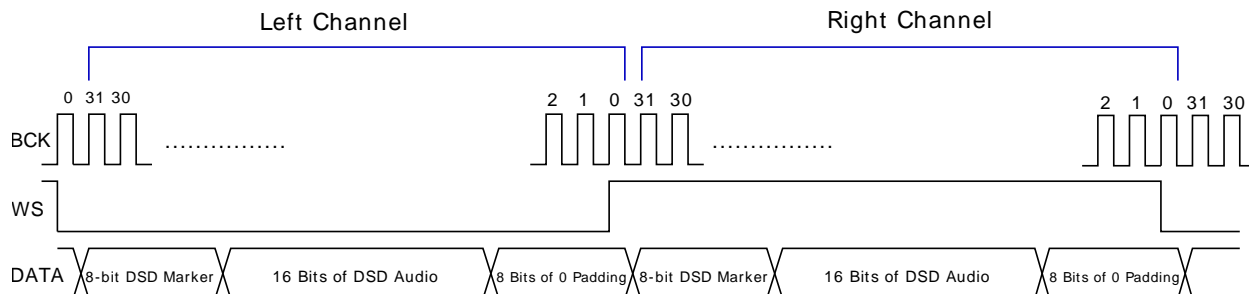 Left Channel
Right Channel
0 31 30
2 1 0 31 30
2 1 0 31 30
BCK
................
................
WS
DATA
8-bit DSD Marker
16 Bits of DSD Audio
8 Bits of 0 Padding
8-bit DSD Marker
16 Bits of DSD Audio
8 Bits of 0 Padding